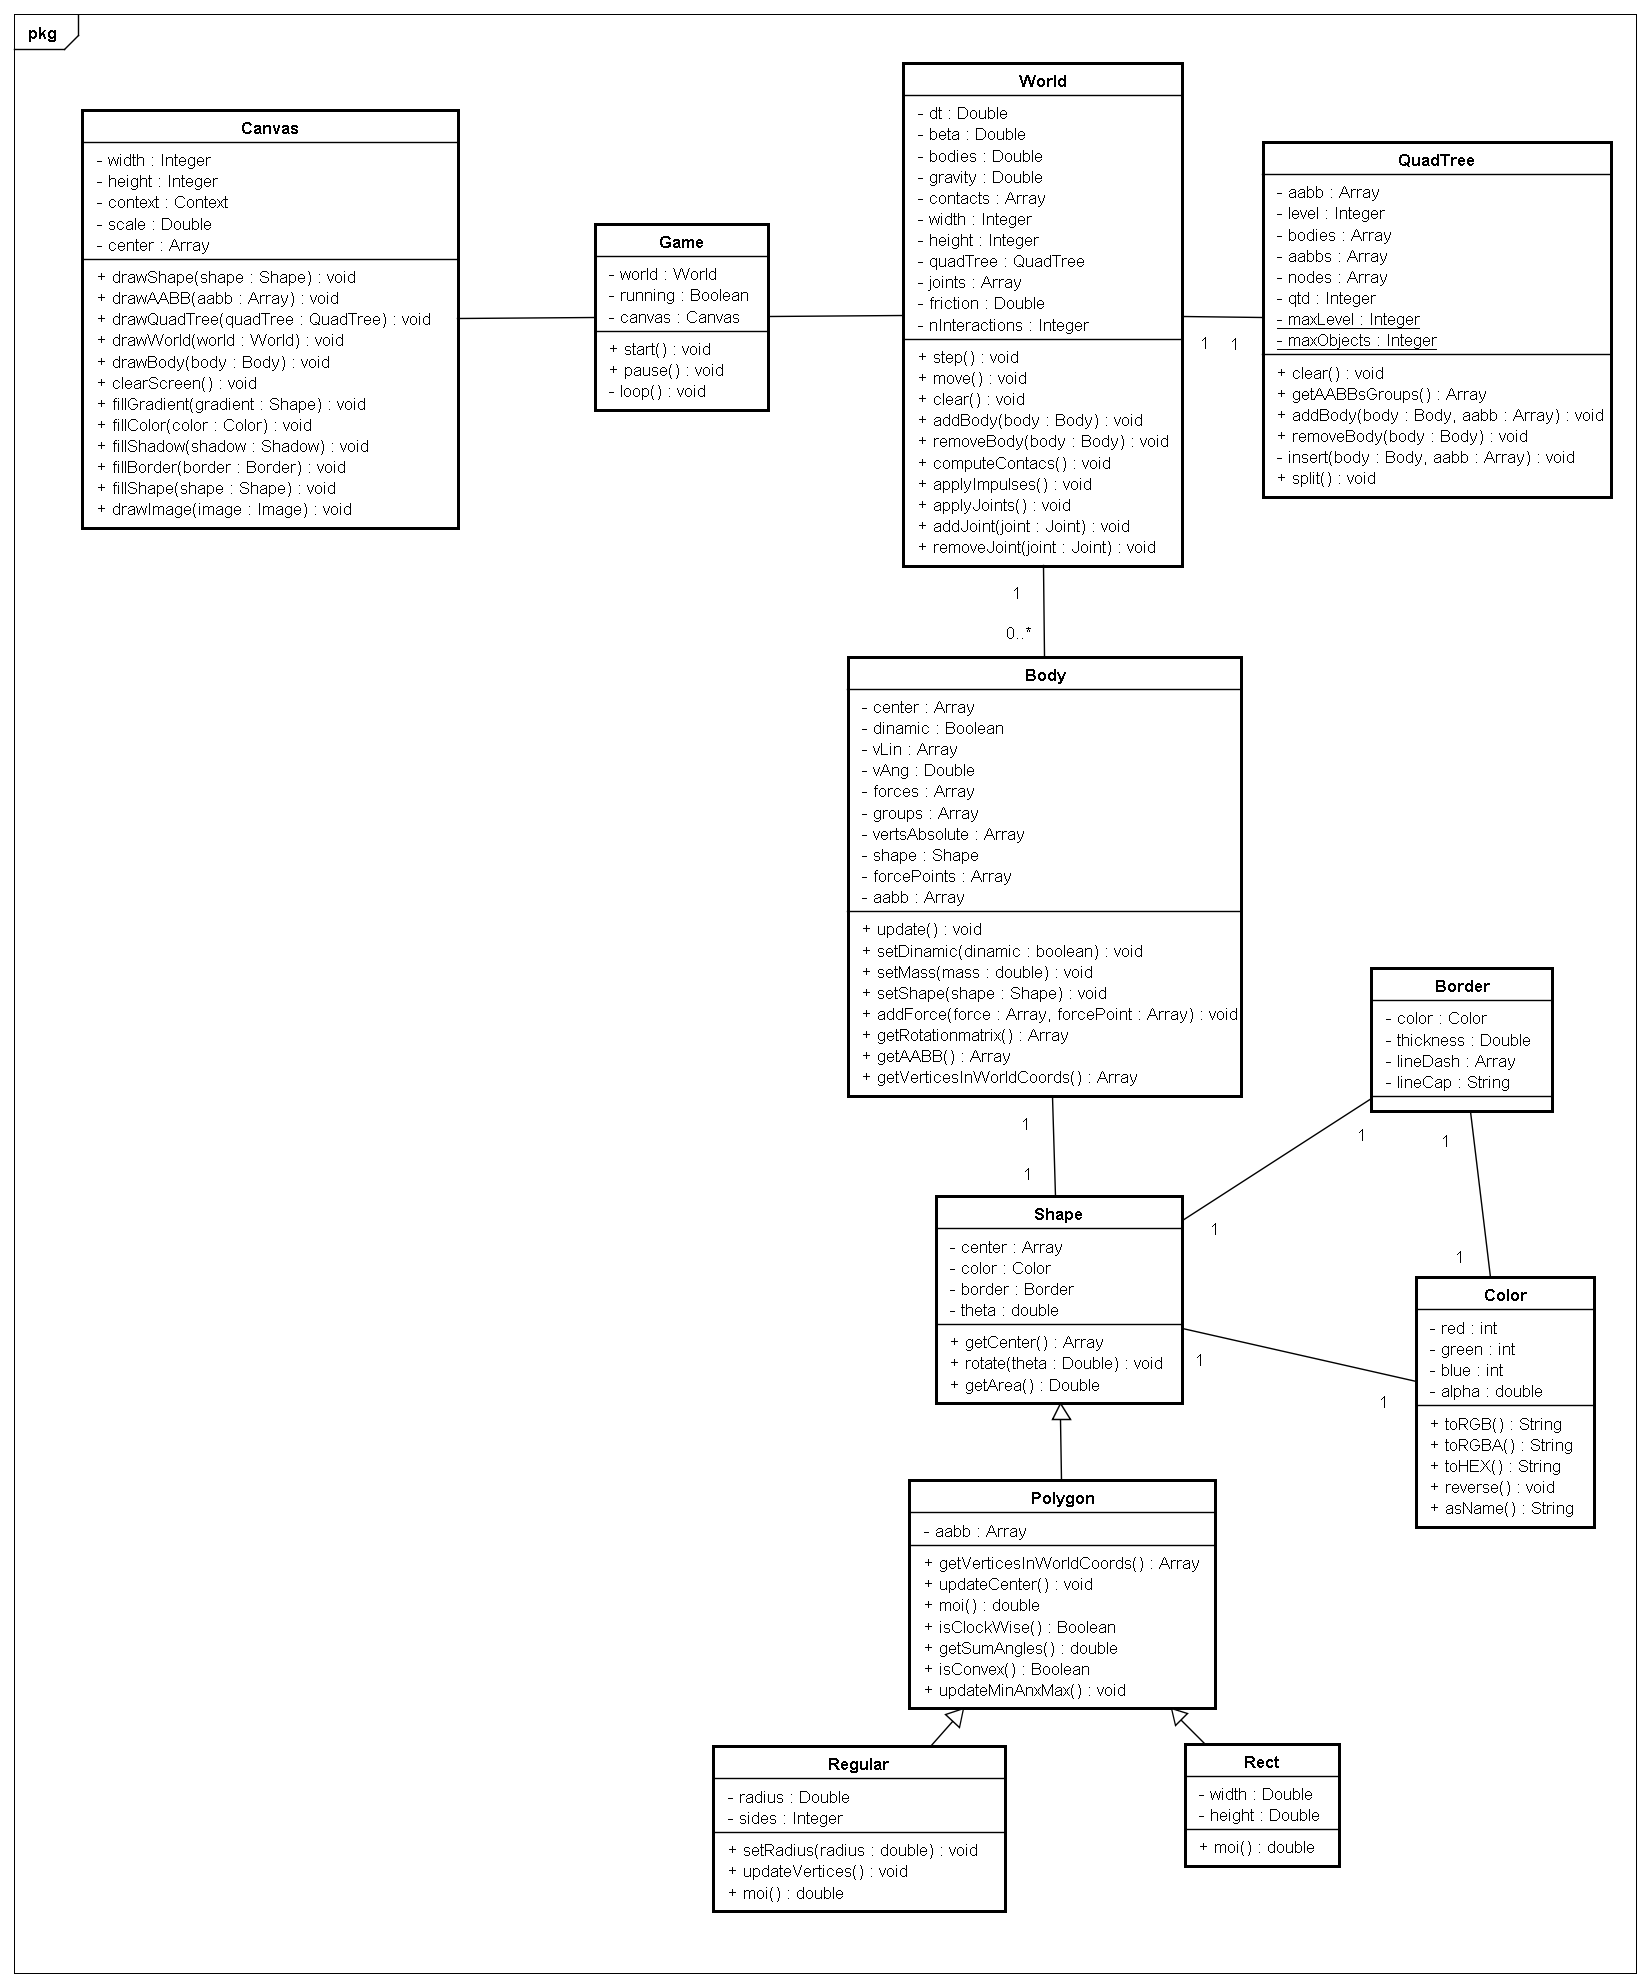 pkg
Canvas
- width : Integer
- height : Integer
- context : Context
- scale : Double
- center : Array
+ drawShape(shape : Shape) : void
+ drawAABB(aabb : Array) : void
+ drawQuadTree(quadTree : QuadTree) : void
+ drawWorld(world : World) : void
+ drawBody(body : Body) : void
+ clearScreen() : void
+ fillGradient(gradient : Shape) : void
+ fillColor(color : Color) : void
+ fillShadow(shadow : Shadow) : void
+ fillBorder(border : Border) : void
+ fillShape(shape : Shape) : void
+ drawImage(image : Image) : void
Game
- world : World
- running : Boolean
- canvas : Canvas
+ start() : void
+ pause() : void
- loop() : void
World
- dt : Double
- beta : Double
- bodies : Double
- gravity : Double
- contacts : Array
- width : Integer
- height : Integer
- quadTree : QuadTree
- joints : Array
- friction : Double
- nInteractions : Integer
+ step() : void
+ move() : void
+ clear() : void
+ addBody(body : Body) : void
+ removeBody(body : Body) : void
+ computeContacs() : void
+ applyImpulses() : void
+ applyJoints() : void
+ addJoint(joint : Joint) : void
+ removeJoint(joint : Joint) : void
1 1
QuadTree
- aabb : Array
- level : Integer
- bodies : Array
- aabbs : Array
- nodes : Array
- qtd : Integer
- maxLevel : Integer
- maxObjects : Integer
+ clear() : void
+ getAABBsGroups() : Array
+ addBody(body : Body, aabb : Array) : void
+ removeBody(body : Body) : void
- insert(body : Body, aabb : Array) : void
+ split() : void
1
0..*
Body
- center : Array
- dinamic : Boolean
- vLin : Array
- vAng : Double
- forces : Array
- groups : Array
- vertsAbsolute : Array
- shape : Shape
- forcePoints : Array
- aabb : Array
+ update() : void
+ setDinamic(dinamic : boolean) : void
+ setMass(mass : double) : void
+ setShape(shape : Shape) : void
+ addForce(force : Array, forcePoint : Array) : void
+ getRotationmatrix() : Array
+ getAABB() : Array
+ getVerticesInWorldCoords() : Array
1
1
Border
- color : Color
- thickness : Double
- lineDash : Array
- lineCap : String
1
1
1
1
Shape
- center : Array
- color : Color
- border : Border
- theta : double
+ getCenter() : Array
+ rotate(theta : Double) : void
+ getArea() : Double
1
1
Color
- red : int
- green : int
- blue : int
- alpha : double
+ toRGB() : String
+ toRGBA() : String
+ toHEX() : String
+ reverse() : void
+ asName() : String
Polygon
- aabb : Array
+ getVerticesInWorldCoords() : Array
+ updateCenter() : void
+ moi() : double
+ isClockWise() : Boolean
+ getSumAngles() : double
+ isConvex() : Boolean
+ updateMinAnxMax() : void
Regular
- radius : Double
- sides : Integer
+ setRadius(radius : double) : void
+ updateVertices() : void
+ moi() : double
Rect
- width : Double
- height : Double
+ moi() : double